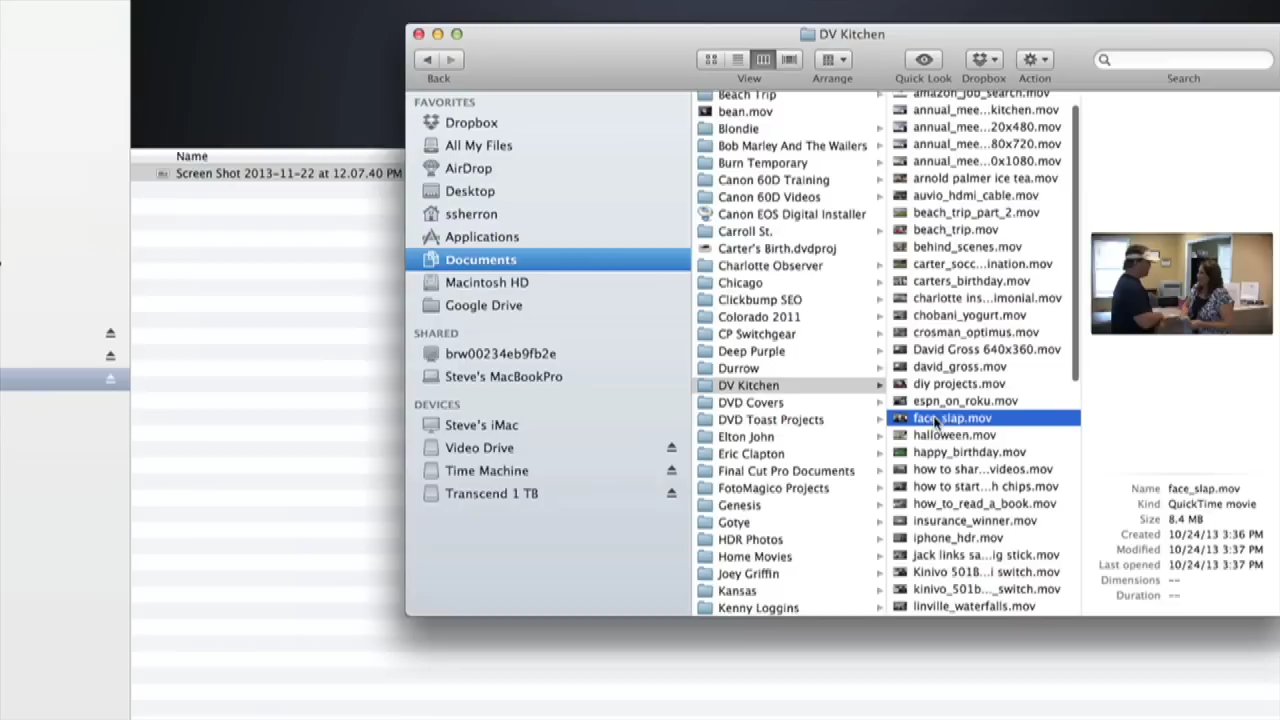 Name
Screen Shot 2013-11-22 at 12.07.40 PM
DV Kitchen
Back
View
Arrange
Quick Look
Dropbox
Action
Search
FAVORITES
Dropbox
All My Files
AirDrop
Desktop
ssherron
Applications
Documents
Macintosh HD
Google Drive
SHARED
brw00234eb9fb2e
Steve's MacBookPro
DEVICES
Steve's iMac
Video Drive
Time Machine
Transcend 1 TB
Beach Trip
bean.mov
Blondie
Bob Marley And The Wailers
Burn Temporary
Canon 60D Training
Canon 60D Videos
Canon EOS Digital Installer
Carroll St.
Carter's Birth.dvdproj
Charlotte Observer
Chicago
Clickbump SEO
Colorado 2011
CP Switchgear
Deep Purple
Durrow
DV Kitchen
DVD Covers
DVD Toast Projects
Elton John
Eric Clapton
Final Cut Pro Documents
FotoMagico Projects
Genesis
Gotye
HDR Photos
Home Movies
Joey Griffin
Kansas
Kenny Loggins
amazon_job_search.mov
annual_mee...kitchen.mov
annual_mee...20x480.mov
annual_mee...80x720.mov
annual_mee...0x1080.mov
arnold palmer ice tea.mov
auvio_hdmi_cable.mov
beach_trip_part_2.mov
beach_trip.mov
behind_scenes.mov
carter_socc...ination.mov
carters_birthday.mov
charlotte ins...imonial.mov
chobani_yogurt.mov
crosman_optimus.mov
David Gross 640x360.mov
david_gross.mov
diy projects.mov
espn_on_roku.mov
face_slap.mov
halloween.mov
happy_birthday.mov
how to shar...videos.mov
how to start...h chips.mov
how_to_read_a_book.mov
insurance_winner.mov
iphone_hdr.mov
jack links sa...ig stick.mov
Kinivo 501B...i switch.mov
kinivo_501b..._switch.mov
linville_waterfalls.mov
Name face_slap.mov
Kind QuickTime movie
Size 8.4 MB
Created 10/24/13 3:36 PM
Modified 10/24/13 3:37 PM
Last opened 10/24/13 3:37 PM
Dimensions --
Duration --